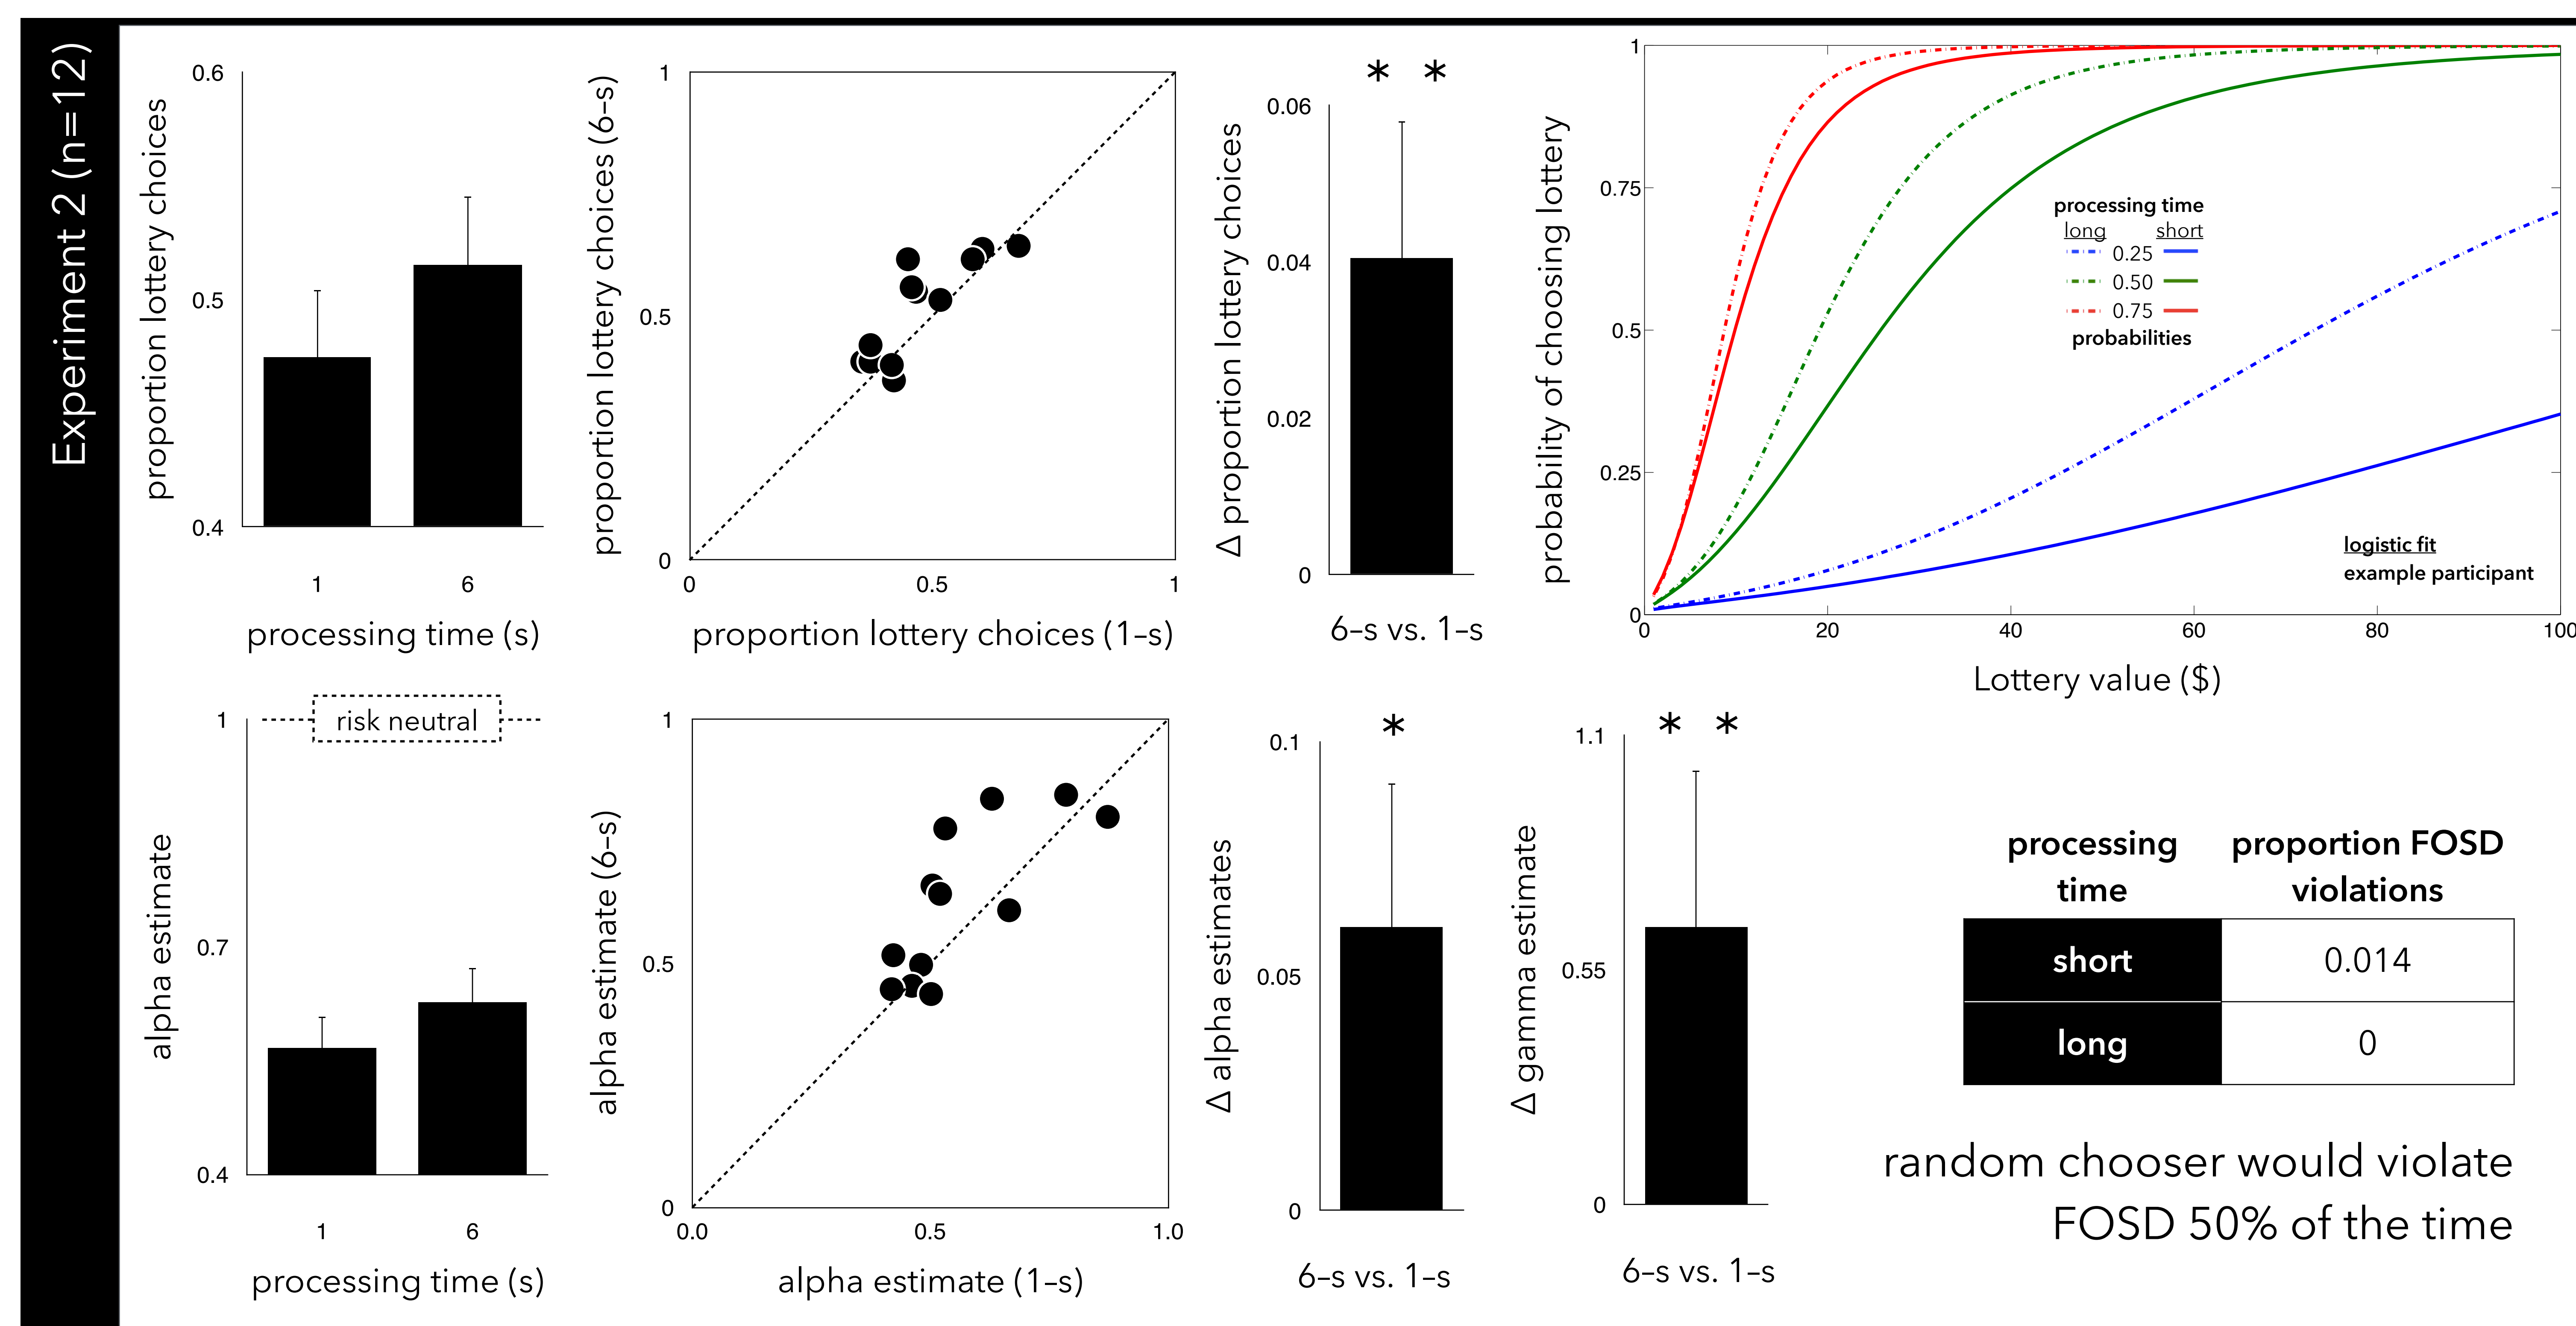 Experiment 2 (n=12)
proportion lottery choices
0.6
0.5
0.4
1
6
processing time (s)
proportion lottery choices (6-s)
1
0.5
0
0
0.5
1
proportion lottery choices (1-s)
Δ proportion lottery choices
* *
0.06
0.04
0.02
0
6-s vs. 1-s
probability of choosing lottery
1
0.75
0.5
0.25
0
0
20
40
60
80
100
Lottery value ($)
processing time
long short
0.25
0.50
0.75
probabilities
logistic fit
example participant
alpha estimate
1
risk neutral
0.7
0.4
1
6
processing time (s)
alpha estimate (6-s)
1
0.5
0
0.0
0.5
1.0
alpha estimate (1-s)
Δ alpha estimates
*
0.1
0.05
0
6-s vs. 1-s
Δ gamma estimate
* *
1.1
0.55
0
6-s vs. 1-s
processing proportion FOSD
time violations
short 0.014
long 0
random chooser would violate
FOSD 50% of the time